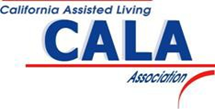 California Assisted Living
CALA
Association